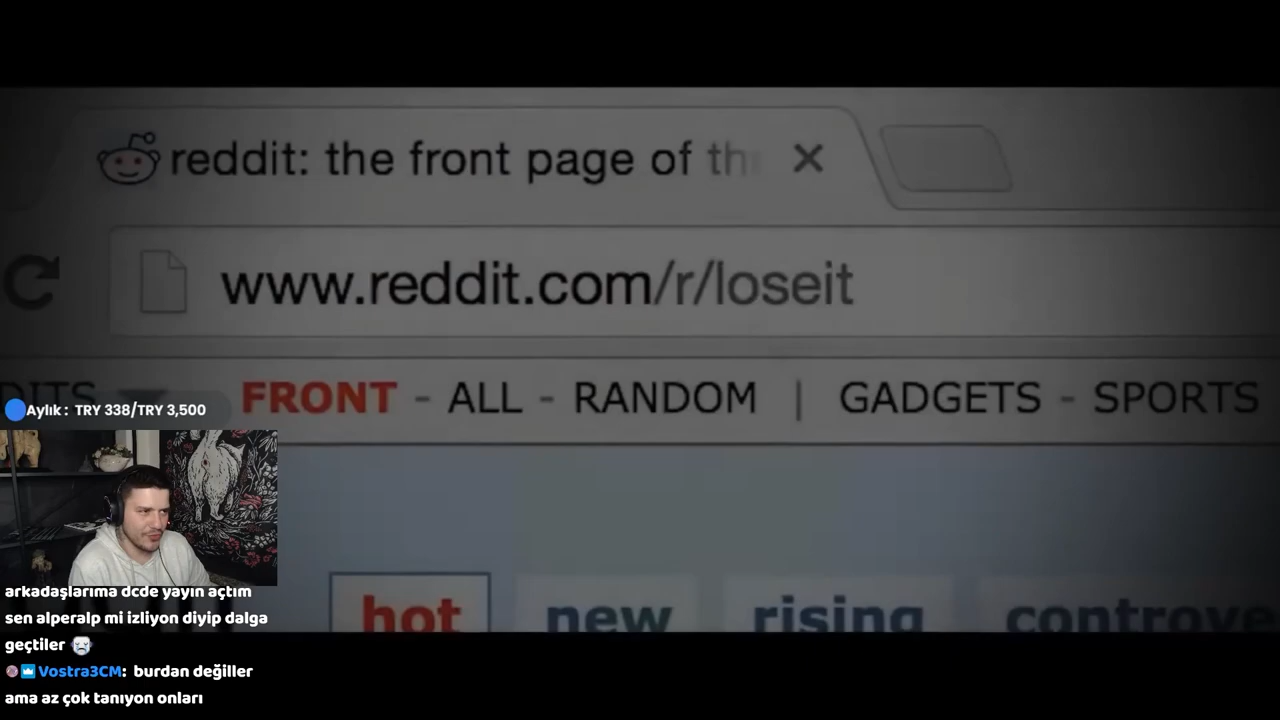 reddit: the front page of th
www.reddit.com/r/loseit
DITS
FRONT - ALL - RANDOM | GADGETS - SPORTS
Aylık : TRY 338/TRY 3,500
hot new rising controve
arkadaşlarıma dcde yayın açtım
sen alperalp mi izliyon diyip dalga
geçtiler
Vostra3CM: burdan değiller
ama az çok tanıyon onları